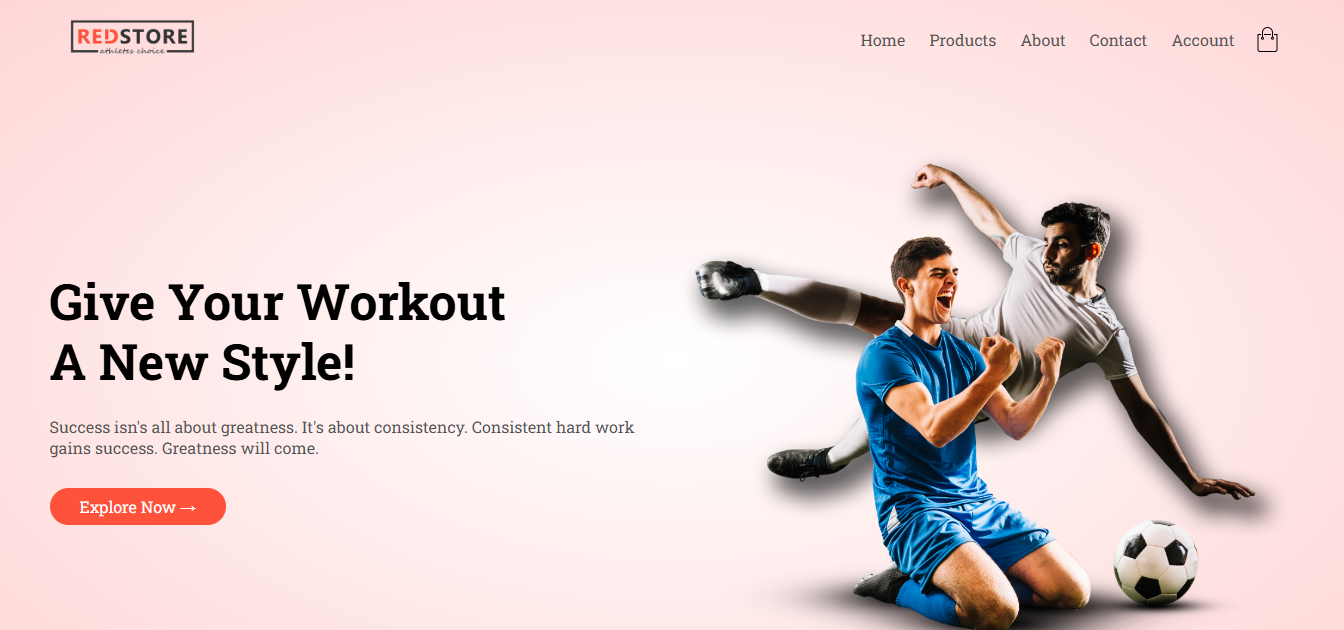 REDSTORE
athletes choice
Home Products About Contact Account
Give Your Workout
A New Style!
Success isn's all about greatness. It's about consistency. Consistent hard work
gains success. Greatness will come.
Explore Now →